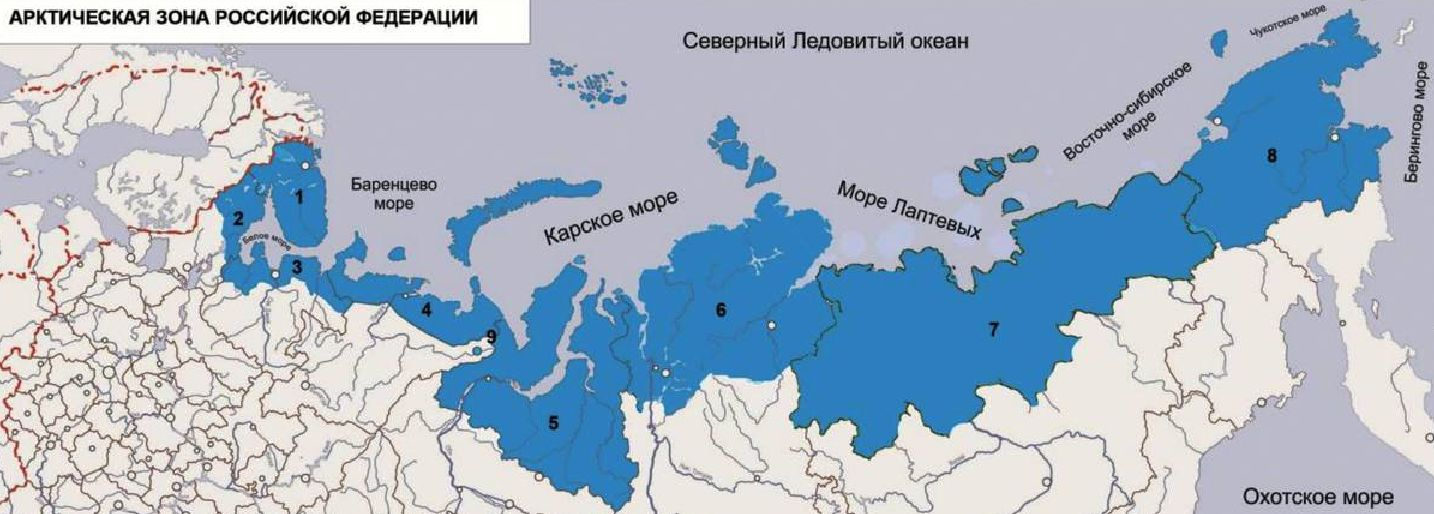 АРКТИЧЕСКАЯ ЗОНА РОССИЙСКОЙ ФЕДЕРАЦИИ
Северный Ледовитый океан
Чукотское море
Восточно-сибирское
море
Берингово море
Баренцево
море
Карское море
Море Лаптевых
Белое море
1
2
3
4
9
5
6
7
8
Охотское море